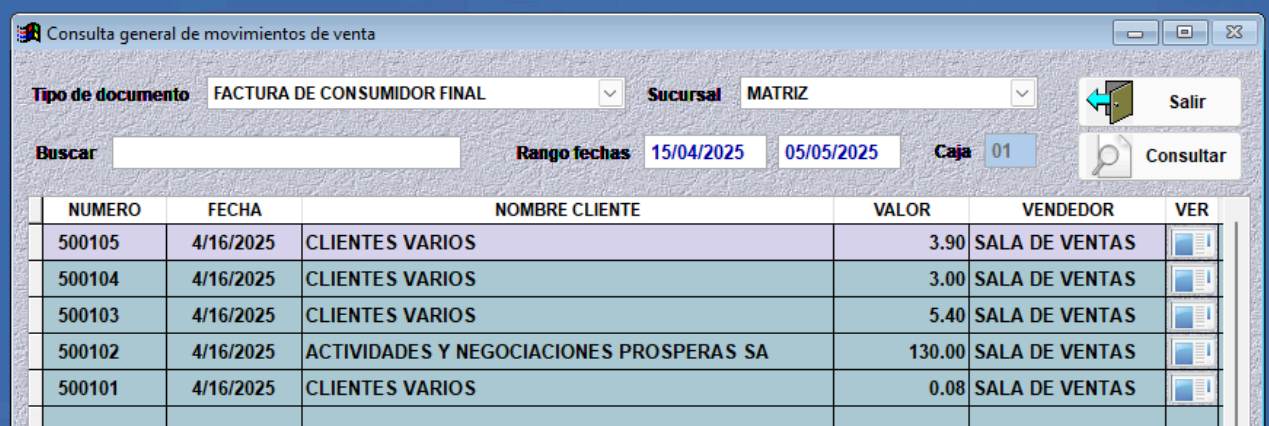 Consulta general de movimientos de venta
Tipo de documento FACTURA DE CONSUMIDOR FINAL Sucursal MATRIZ Salir
Buscar Rango fechas 15/04/2025 05/05/2025 Caja 01 Consultar
NUMERO FECHA NOMBRE CLIENTE VALOR VENDEDOR VER
500105 4/16/2025 CLIENTES VARIOS 3.90 SALA DE VENTAS
500104 4/16/2025 CLIENTES VARIOS 3.00 SALA DE VENTAS
500103 4/16/2025 CLIENTES VARIOS 5.40 SALA DE VENTAS
500102 4/16/2025 ACTIVIDADES Y NEGOCIACIONES PROSPERAS SA 130.00 SALA DE VENTAS
500101 4/16/2025 CLIENTES VARIOS 0.08 SALA DE VENTAS